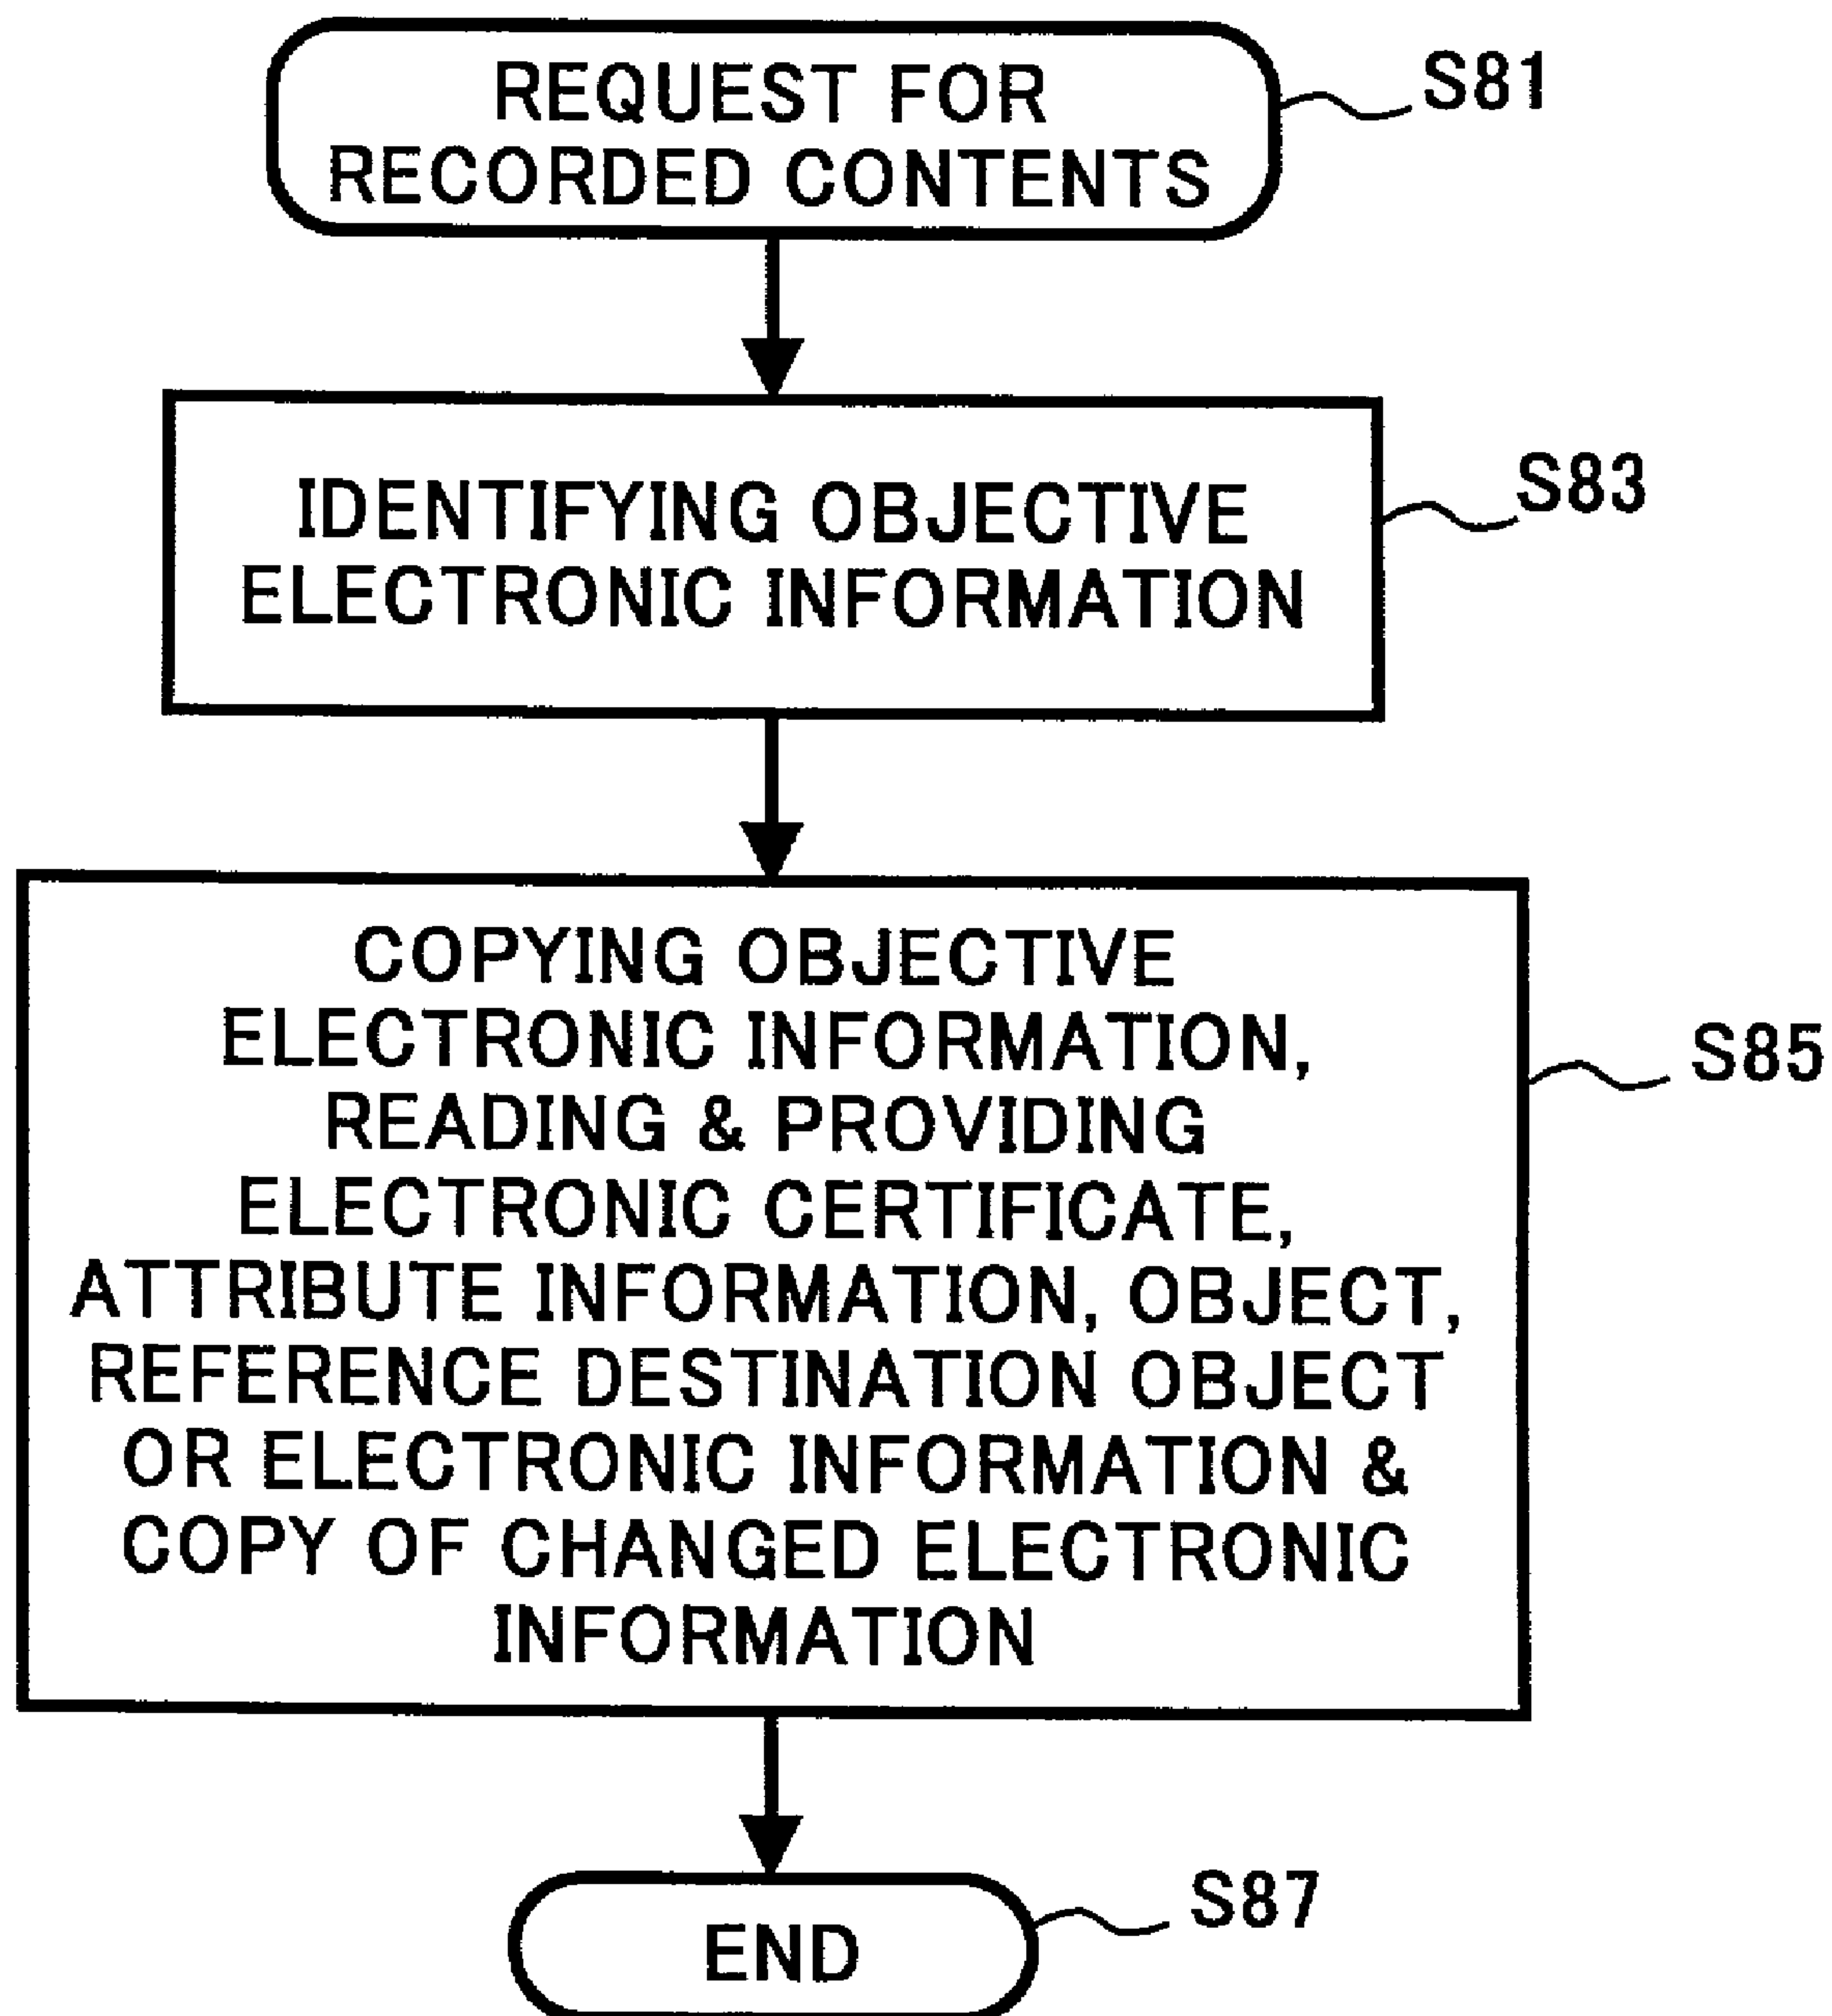 REQUEST FOR
RECORDED CONTENTS
S81
IDENTIFYING OBJECTIVE
ELECTRONIC INFORMATION
S83
COPYING OBJECTIVE
ELECTRONIC INFORMATION,
READING & PROVIDING
ELECTRONIC CERTIFICATE,
ATTRIBUTE INFORMATION, OBJECT,
REFERENCE DESTINATION OBJECT
OR ELECTRONIC INFORMATION &
COPY OF CHANGED ELECTRONIC
INFORMATION
S85
END
S87